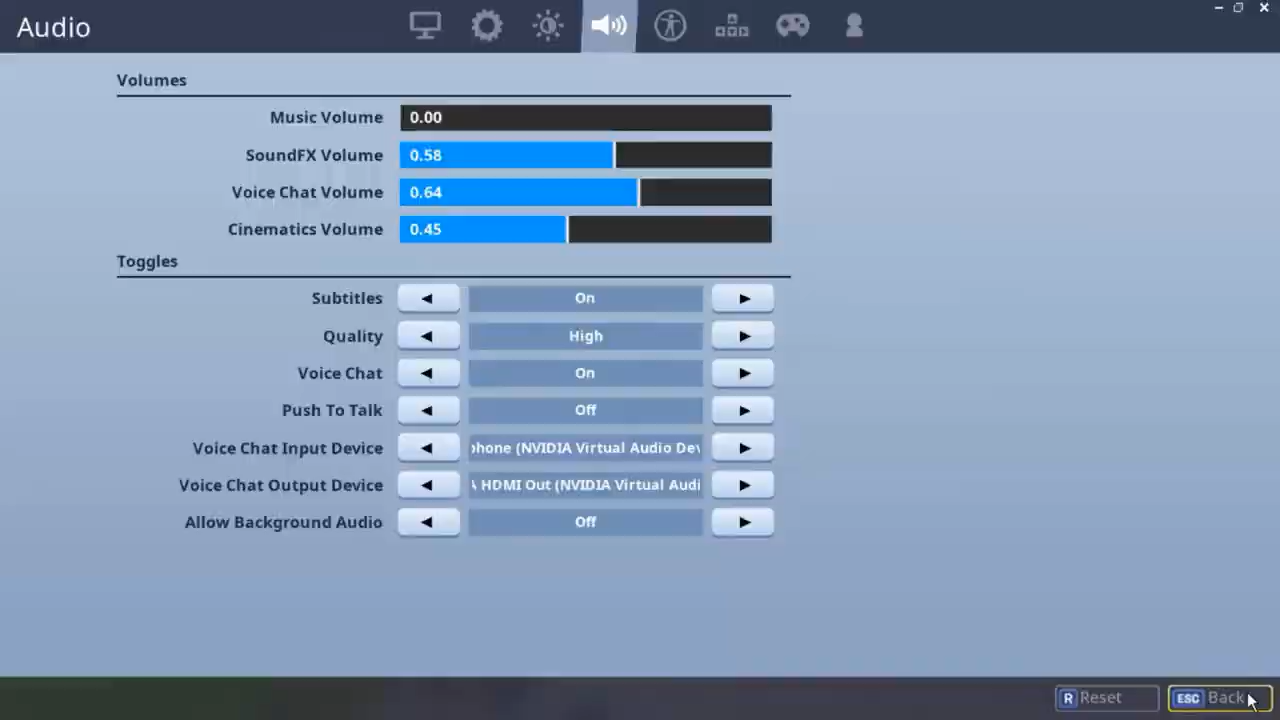 Audio
Volumes
Music Volume 0.00
SoundFX Volume 0.58
Voice Chat Volume 0.64
Cinematics Volume 0.45
Toggles
Subtitles On
Quality High
Voice Chat On
Push To Talk Off
Voice Chat Input Device phone (NVIDIA Virtual Audio Dev
Voice Chat Output Device A HDMI Out (NVIDIA Virtual Audi
Allow Background Audio Off
R Reset ESC Back